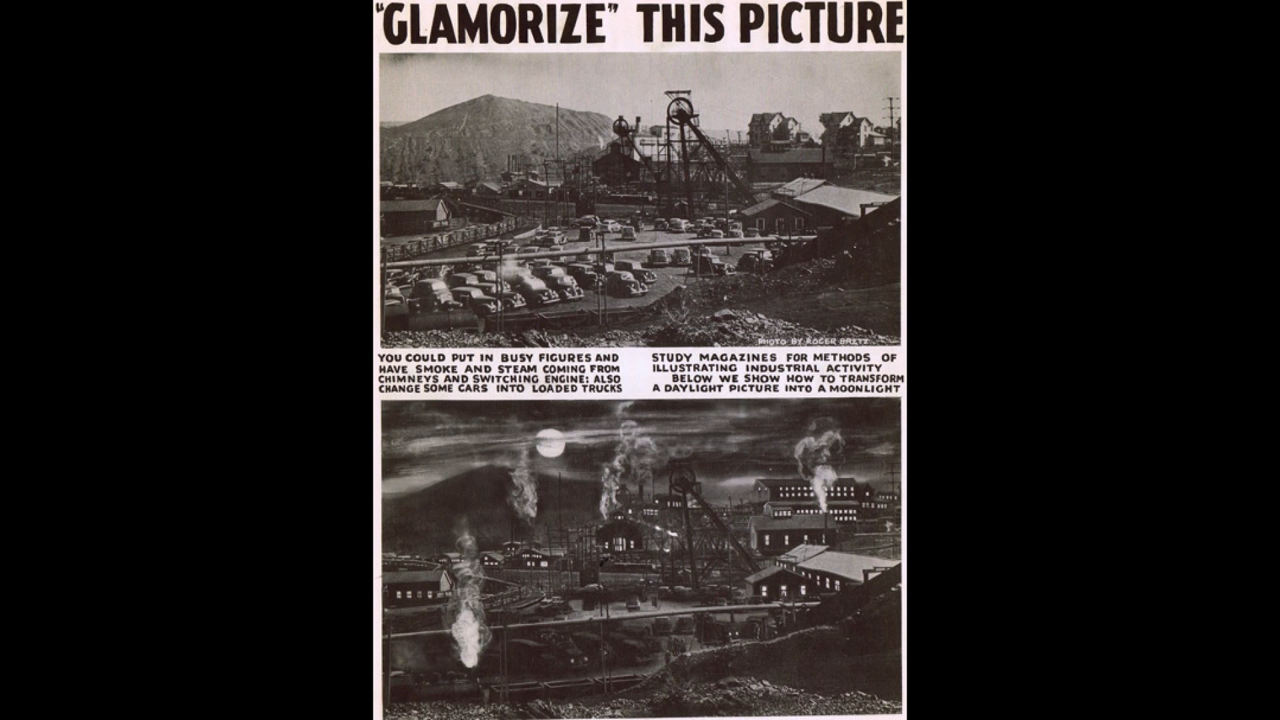 "GLAMORIZE" THIS PICTURE
PHOTO BY ROGER BRETZ
YOU COULD PUT IN BUSY FIGURES AND
HAVE SMOKE AND STEAM COMING FROM
CHIMNEYS AND SWITCHING ENGINE: ALSO
CHANGE SOME CARS INTO LOADED TRUCKS
STUDY MAGAZINES FOR METHODS OF
ILLUSTRATING INDUSTRIAL ACTIVITY
BELOW WE SHOW HOW TO TRANSFORM
A DAYLIGHT PICTURE INTO A MOONLIGHT